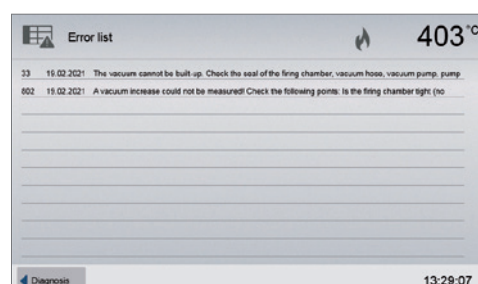 Error list
403°C
33 19.02.2021 The vacuum cannot be built-up. Check the seal of the firing chamber, vacuum hose, vacuum pump, pump
802 19.02.2021 A vacuum increase could not be measured! Check the following points: Is the firing chamber tight (no
Diagnosis
13:29:07